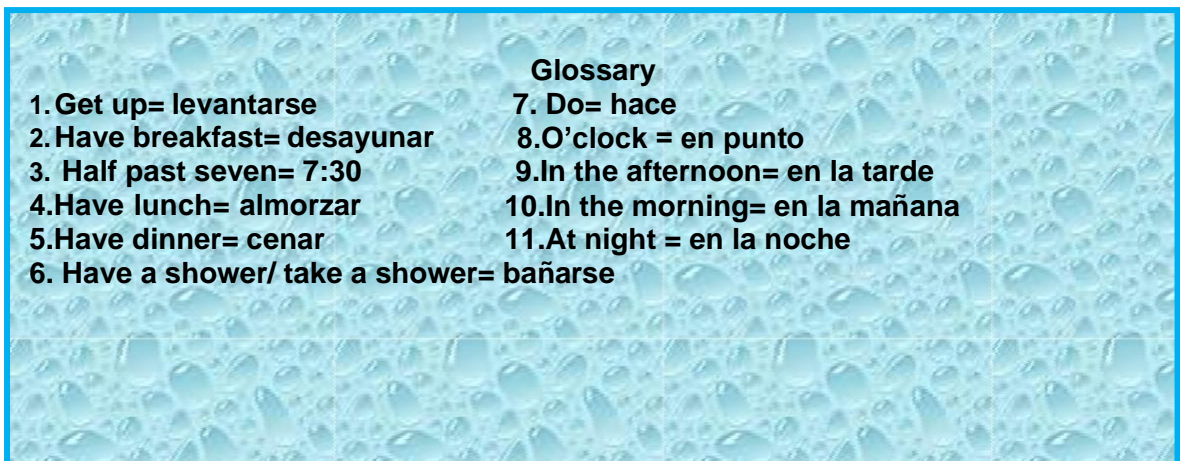 Glossary
1. Get up= levantarse
2. Have breakfast= desayunar
3. Half past seven= 7:30
4.Have lunch= almorzar
5.Have dinner= cenar
6. Have a shower/ take a shower= bañarse
7. Do= hace
8.O’clock = en punto
9.In the afternoon= en la tarde
10.In the morning= en la mañana
11.At night = en la noche